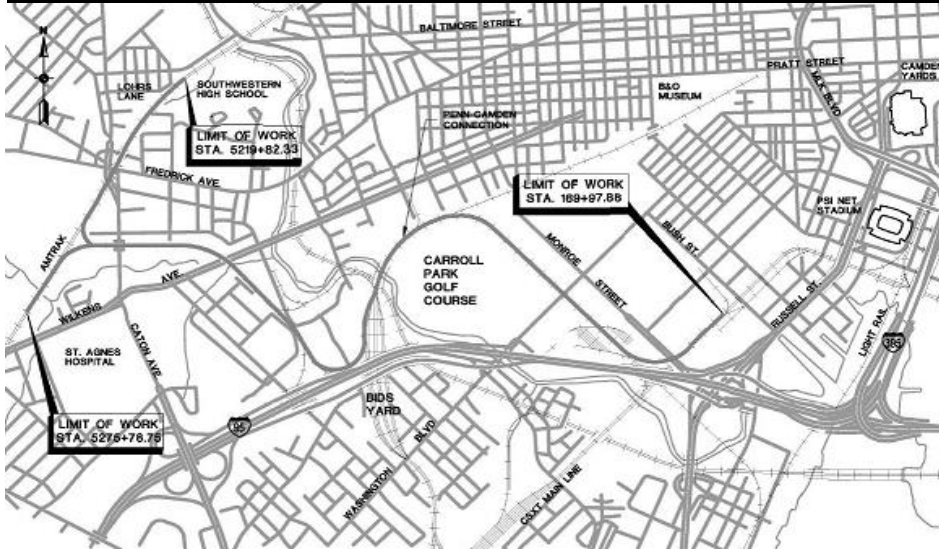 N
BALTIMORE STREET
PRATT STREET
MLK BLVD
CAMDEN
YARDS
LOHRS
LANE
SOUTHWESTERN
HIGH SCHOOL
B&O
MUSEUM
PENN-CAMDEN
CONNECTION
LIMIT OF WORK
STA. 5219+82.33
FREDRICK AVE.
LIMIT OF WORK
STA. 169+97.88
PSI NET
STADIUM
AMTRAK
BUSH ST.
MONROE
STREET
CARROLL
PARK
GOLF
COURSE
WILKENS
AVE.
RUSSELL ST.
LIGHT RAIL
395
ST. AGNES
HOSPITAL
CATON AVE.
BIDS
YARD
95
LIMIT OF WORK
STA. 5275+78.75
WASHINGTON
BLVD
CSXT MAIN LINE